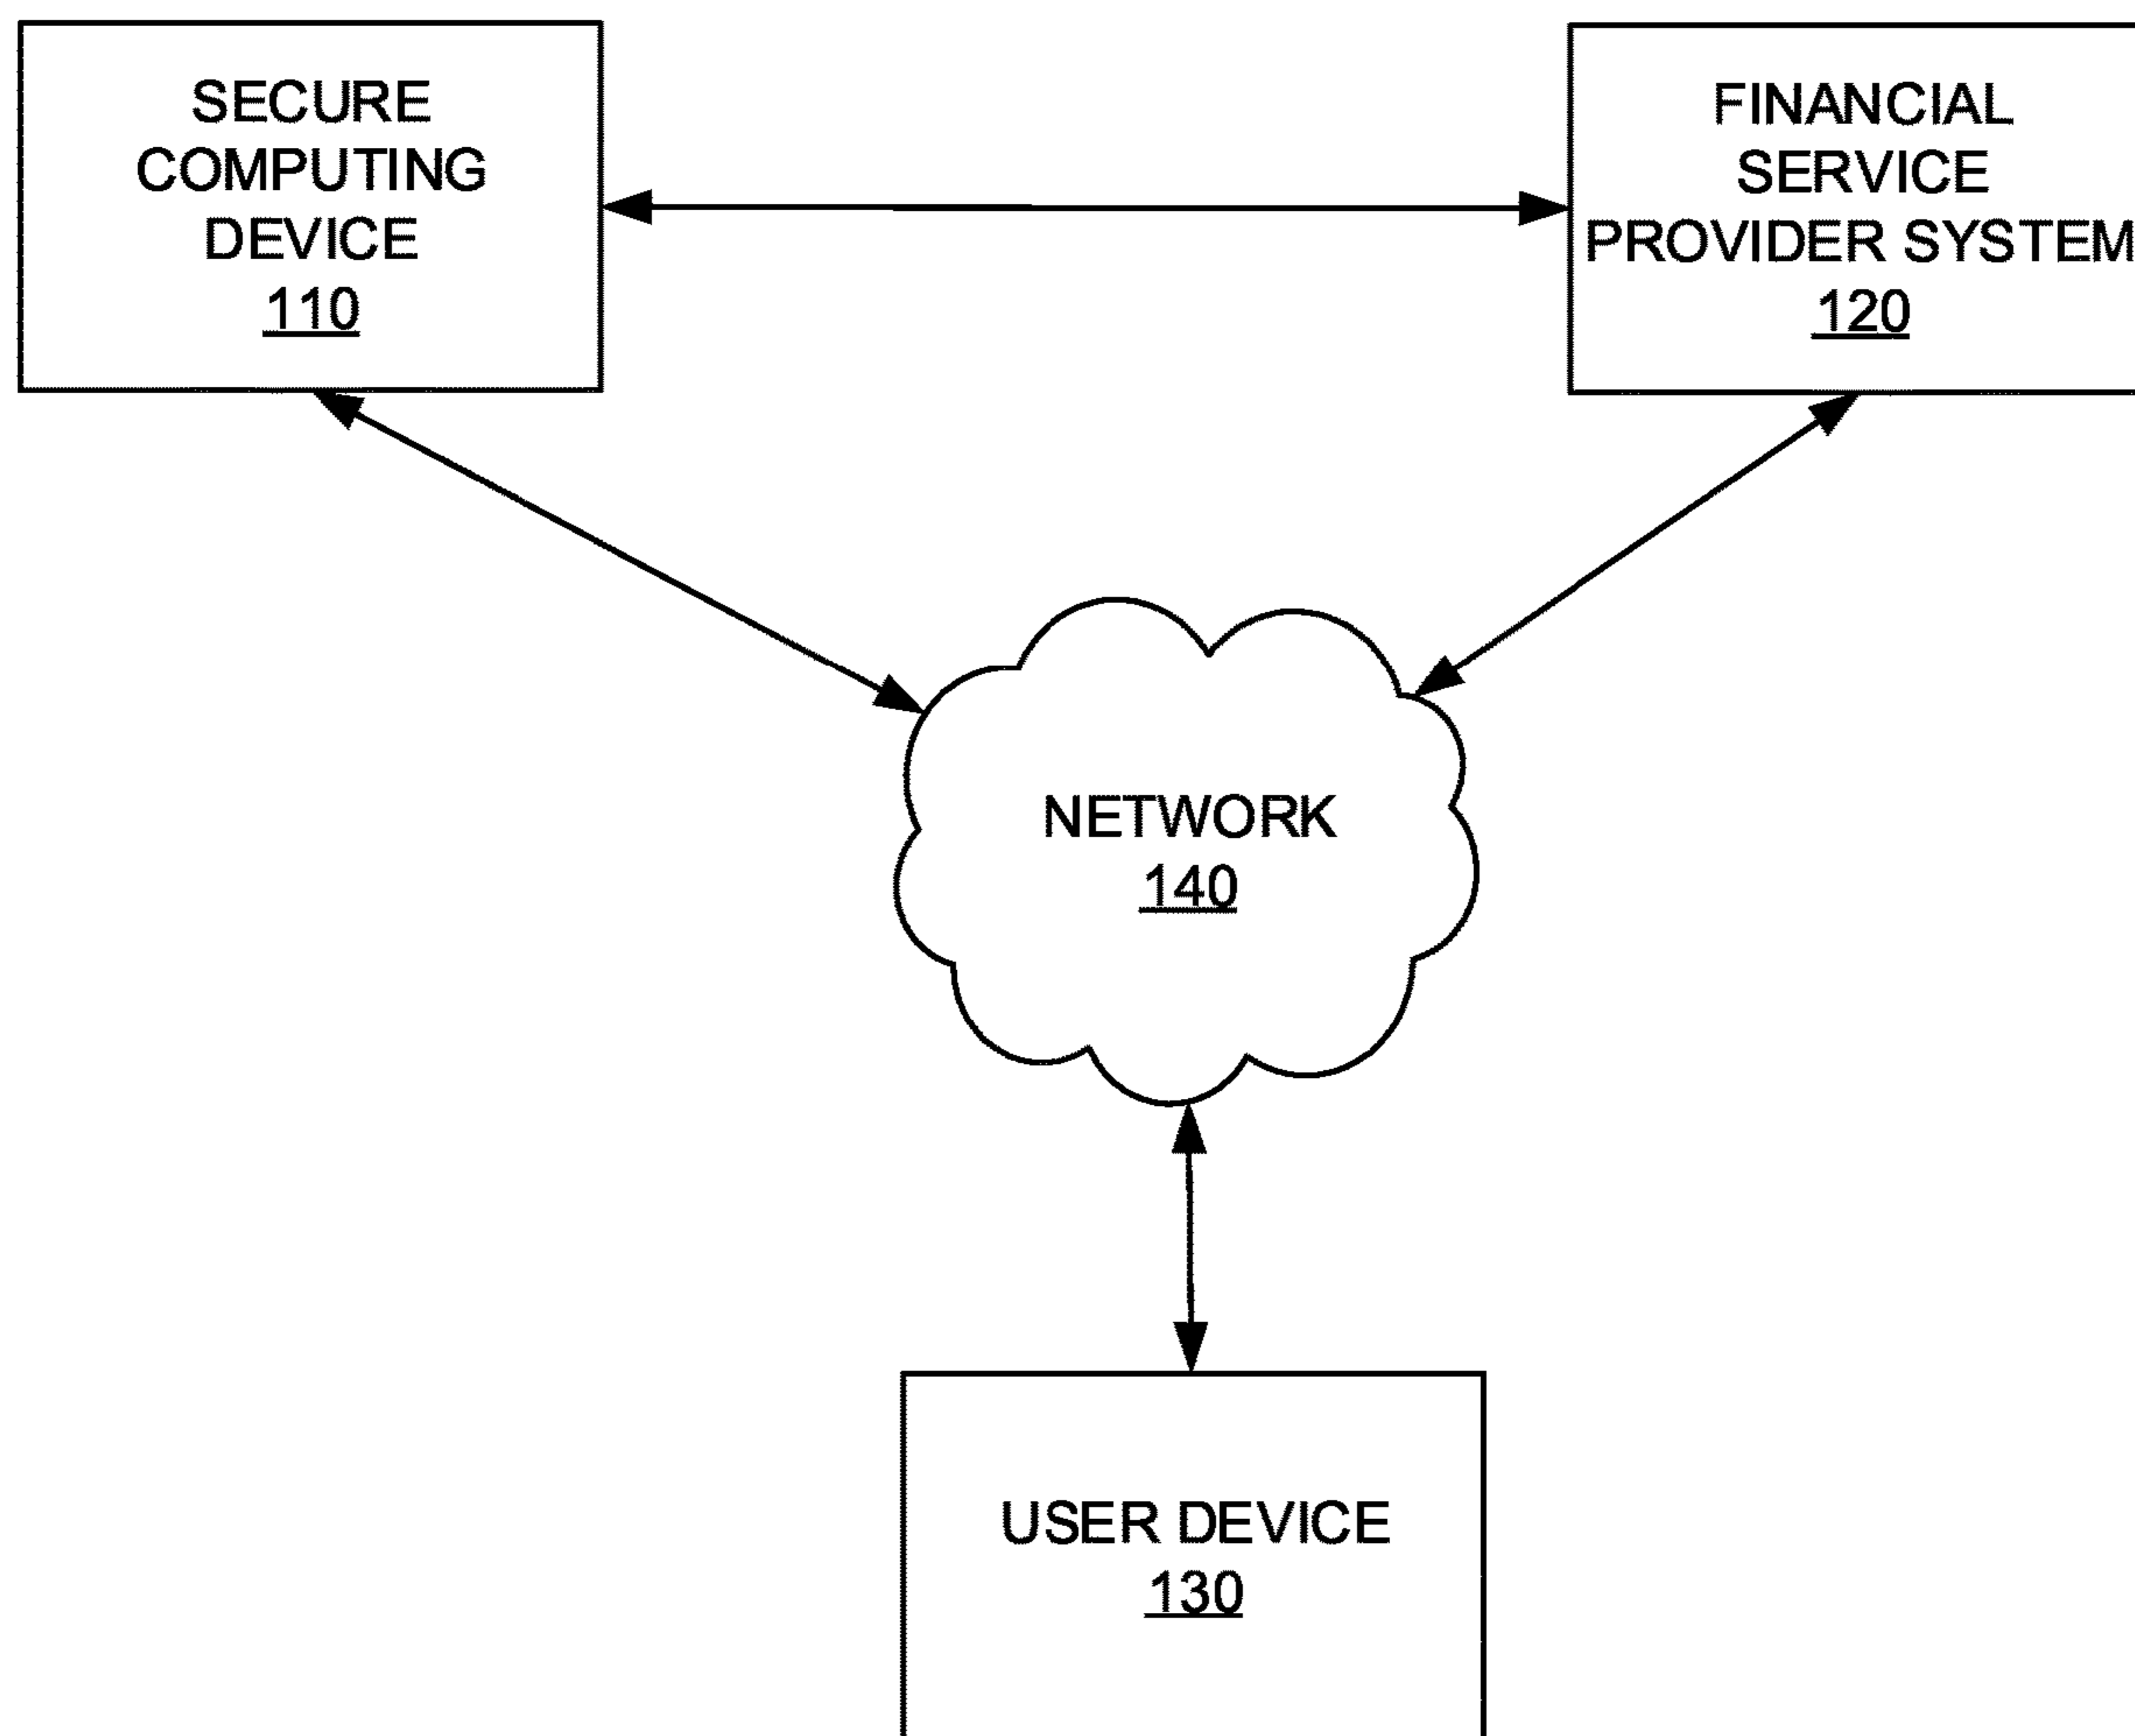 SECURE
COMPUTING
DEVICE
110
FINANCIAL
SERVICE
PROVIDER SYSTEM
120
NETWORK
140
USER DEVICE
130